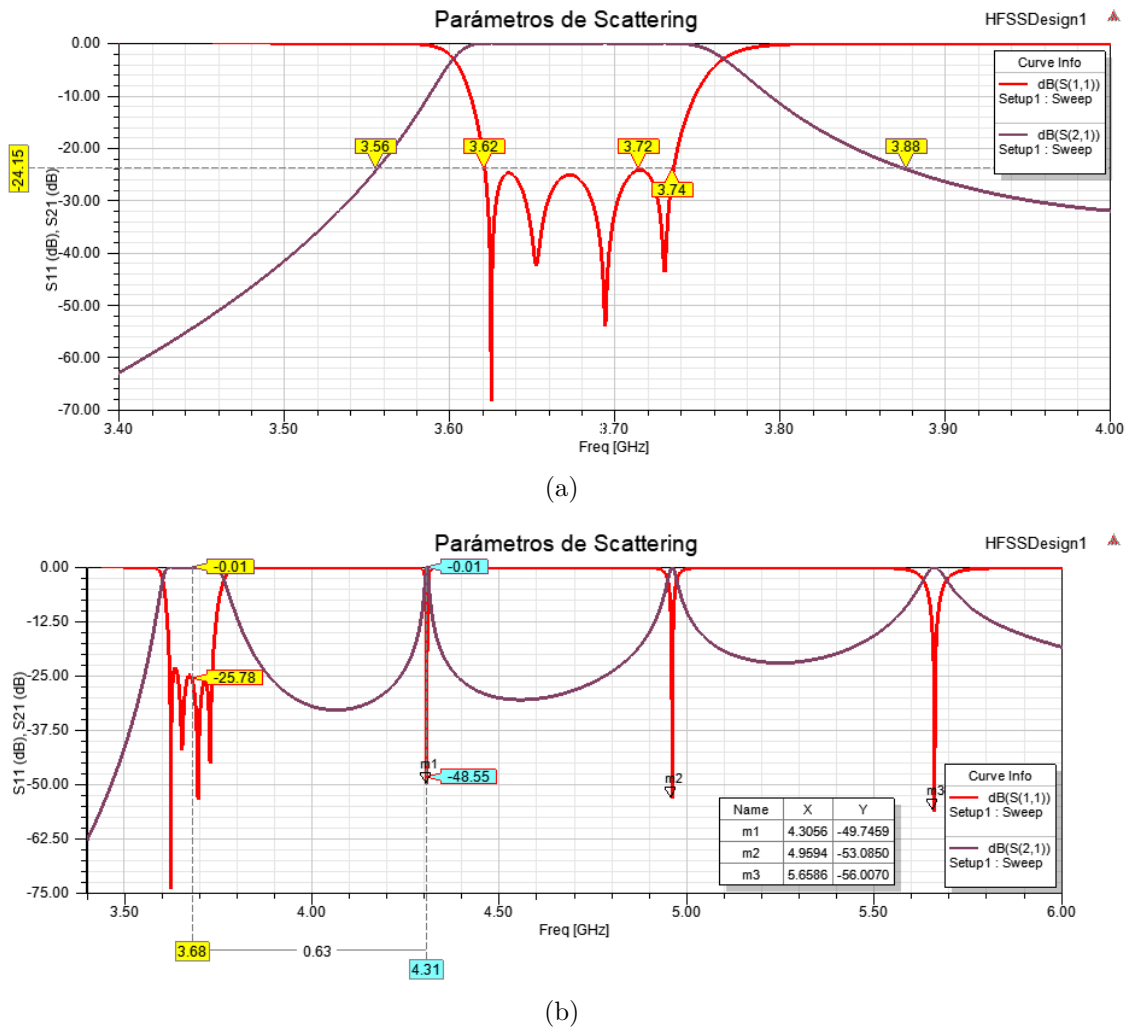 Parámetros de Scattering
HFSSDesign1
0.00
-10.00
-20.00
-30.00
-40.00
-50.00
-60.00
-70.00
S11 (dB), S21 (dB)
-24.15
3.56
3.62
3.72
3.74
3.88
Curve Info
dB(S(1,1))
Setup1 : Sweep
dB(S(2,1))
Setup1 : Sweep
3.40
3.50
3.60
3.70
3.80
3.90
4.00
Freq [GHz]
(a)
Parámetros de Scattering
HFSSDesign1
0.00
-12.50
-25.00
-37.50
-50.00
-62.50
-75.00
S11 (dB), S21 (dB)
-0.01
-0.01
-25.78
-48.55
m1
m2
m3
Name X Y
m1 4.3056 -49.7459
m2 4.9594 -53.0850
m3 5.6586 -56.0070
Curve Info
dB(S(1,1))
Setup1 : Sweep
dB(S(2,1))
Setup1 : Sweep
3.50
4.00
4.50
5.00
5.50
6.00
Freq [GHz]
3.68
0.63
4.31
(b)